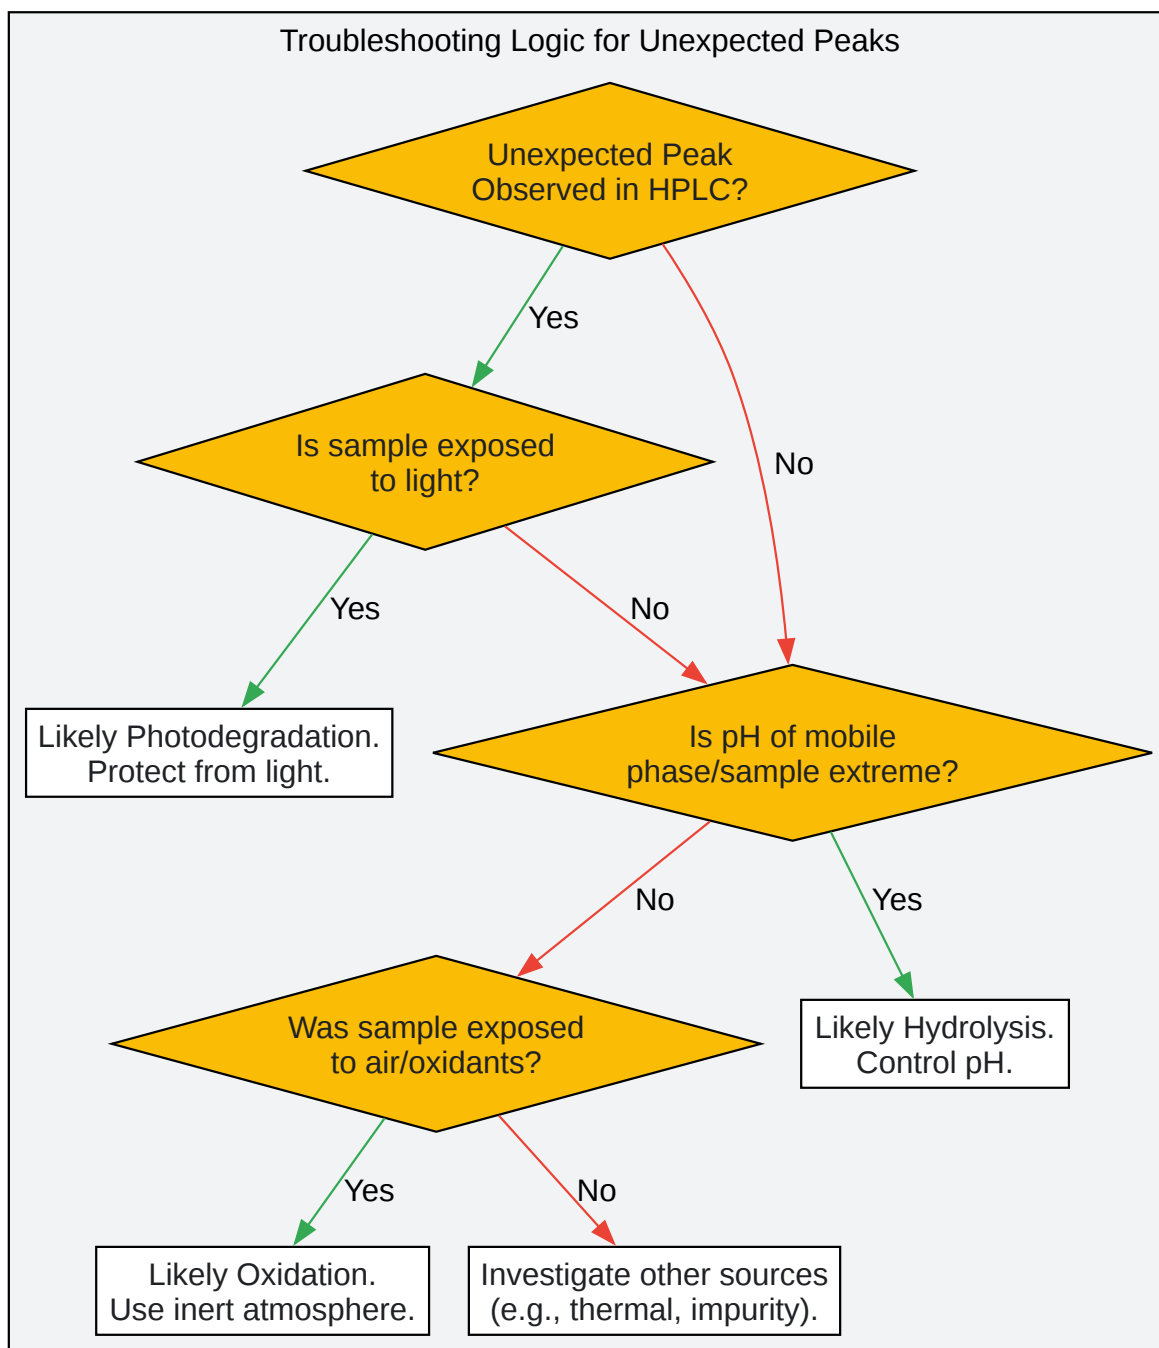 Troubleshooting Logic for Unexpected Peaks
Unexpected Peak
Observed in HPLC?
Yes
Is sample exposed
to light?
No
Yes
No
Likely Photodegradation.
Protect from light.
Is pH of mobile
phase/sample extreme?
No
Yes
Was sample exposed
to air/oxidants?
Likely Hydrolysis.
Control pH.
Yes
No
Likely Oxidation.
Use inert atmosphere.
Investigate other sources
(e.g., thermal, impurity).